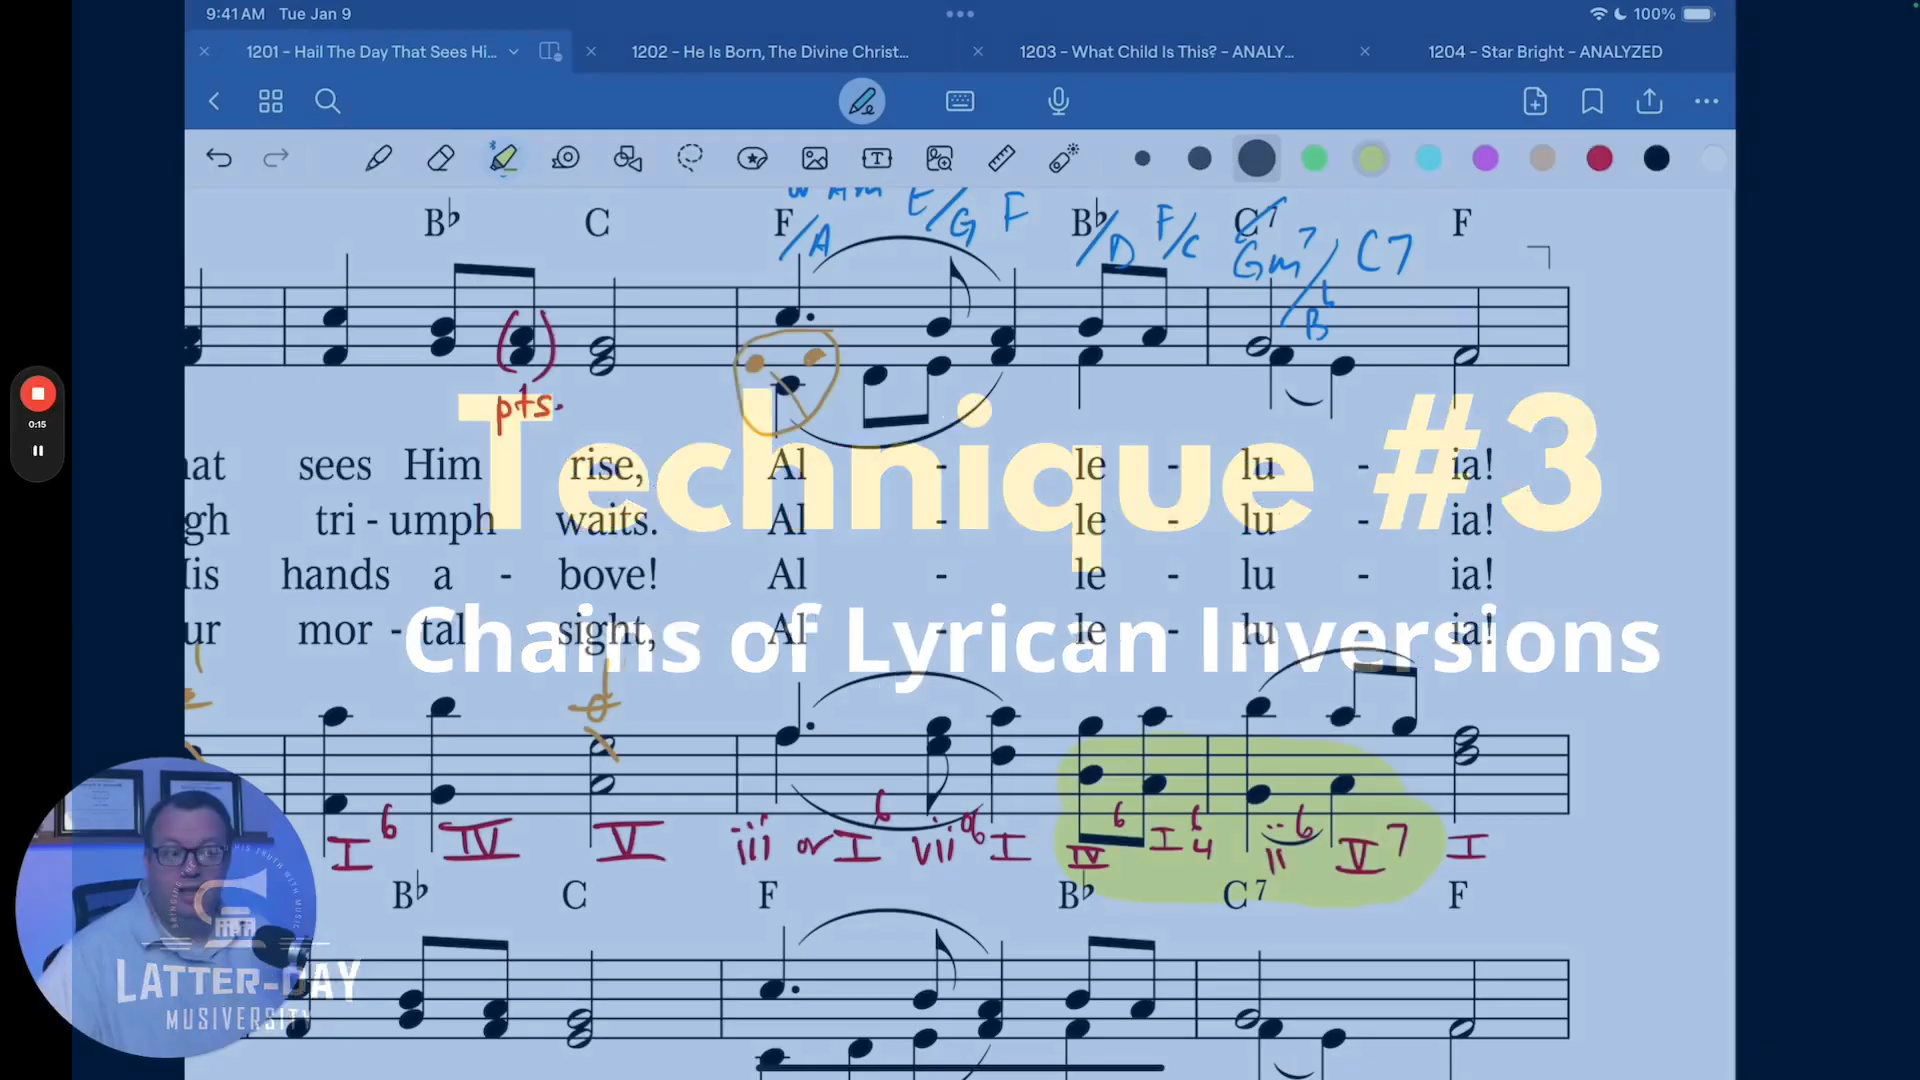 9:41 AM Tue Jan 9
100%
1201 - Hail The Day That Sees Hi...
1202 - He Is Born, The Divine Christ...
1203 - What Child Is This? - ANALY...
1204 - Star Bright - ANALYZED
B♭ C F/A E/G F B♭/D F/C C7 Gm7/B♭ C7 F
0:15
pts.
Technique #3
sees Him rise, Al - le - lu - ia!
gh tri - umph waits. Al - le - lu - ia!
His hands a - bove! Al - le - lu - ia!
ur mor - tal sight, Al - le - lu - ia!
Chains of Lyrican Inversions
I6 IV V iii or I6 vii°6 I IV6 I64 ii6 V7 I
B♭ C F B♭ C7 F
LATTER-DAY
MUSIVERSITY